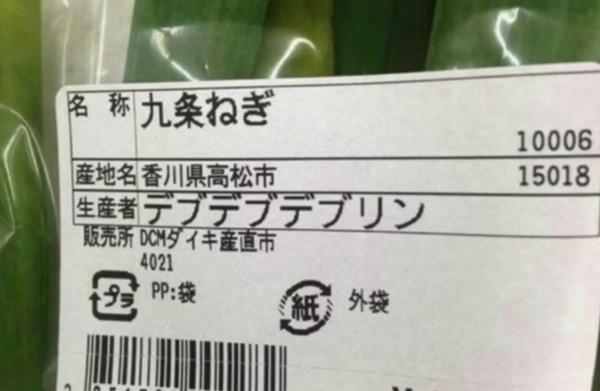 名称 九条ねぎ
10006
産地名 香川県高松市 15018
生産者 デブデブデブリン
販売所 DCMダイキ産直市
4021
プラ PP:袋 紙 外袋